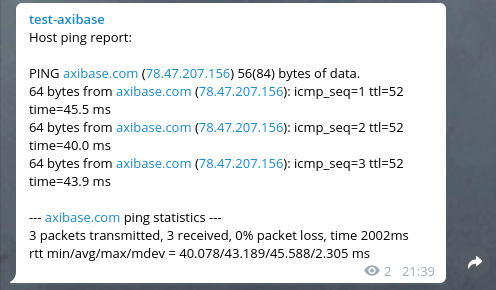 test-axibase
Host ping report:
PING axibase.com (78.47.207.156) 56(84) bytes of data.
64 bytes from axibase.com (78.47.207.156): icmp_seq=1 ttl=52
time=45.5 ms
64 bytes from axibase.com (78.47.207.156): icmp_seq=2 ttl=52
time=40.0 ms
64 bytes from axibase.com (78.47.207.156): icmp_seq=3 ttl=52
time=43.9 ms
--- axibase.com ping statistics ---
3 packets transmitted, 3 received, 0% packet loss, time 2002ms
rtt min/avg/max/mdev = 40.078/43.189/45.588/2.305 ms
2 21:39